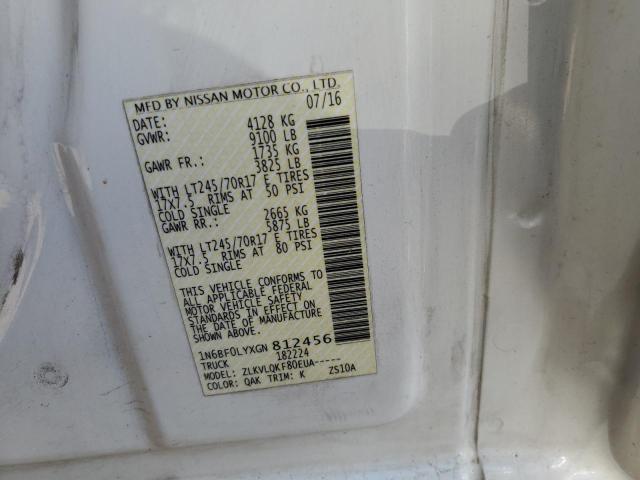 MFD BY NISSAN MOTOR CO., LTD.
DATE: 07/16
GVWR: 4128 KG
9100 LB
GAWR FR.: 1735 KG
3825 LB
WITH LT245/70R17 E TIRES
17X7.5 RIMS AT 50 PSI
COLD SINGLE
GAWR RR.: 2665 KG
5875 LB
WITH LT245/70R17 E TIRES
17X7.5 RIMS AT 80 PSI
COLD SINGLE
THIS VEHICLE CONFORMS TO
ALL APPLICABLE FEDERAL
MOTOR VEHICLE SAFETY
STANDARDS IN EFFECT ON
THE DATE OF MANUFACTURE
SHOWN ABOVE.
1N6BF0LYXGN812456
TRUCK 182224
MODEL: ZLKVLQKF80EUA-----
COLOR: QAK TRIM: K ZS10A